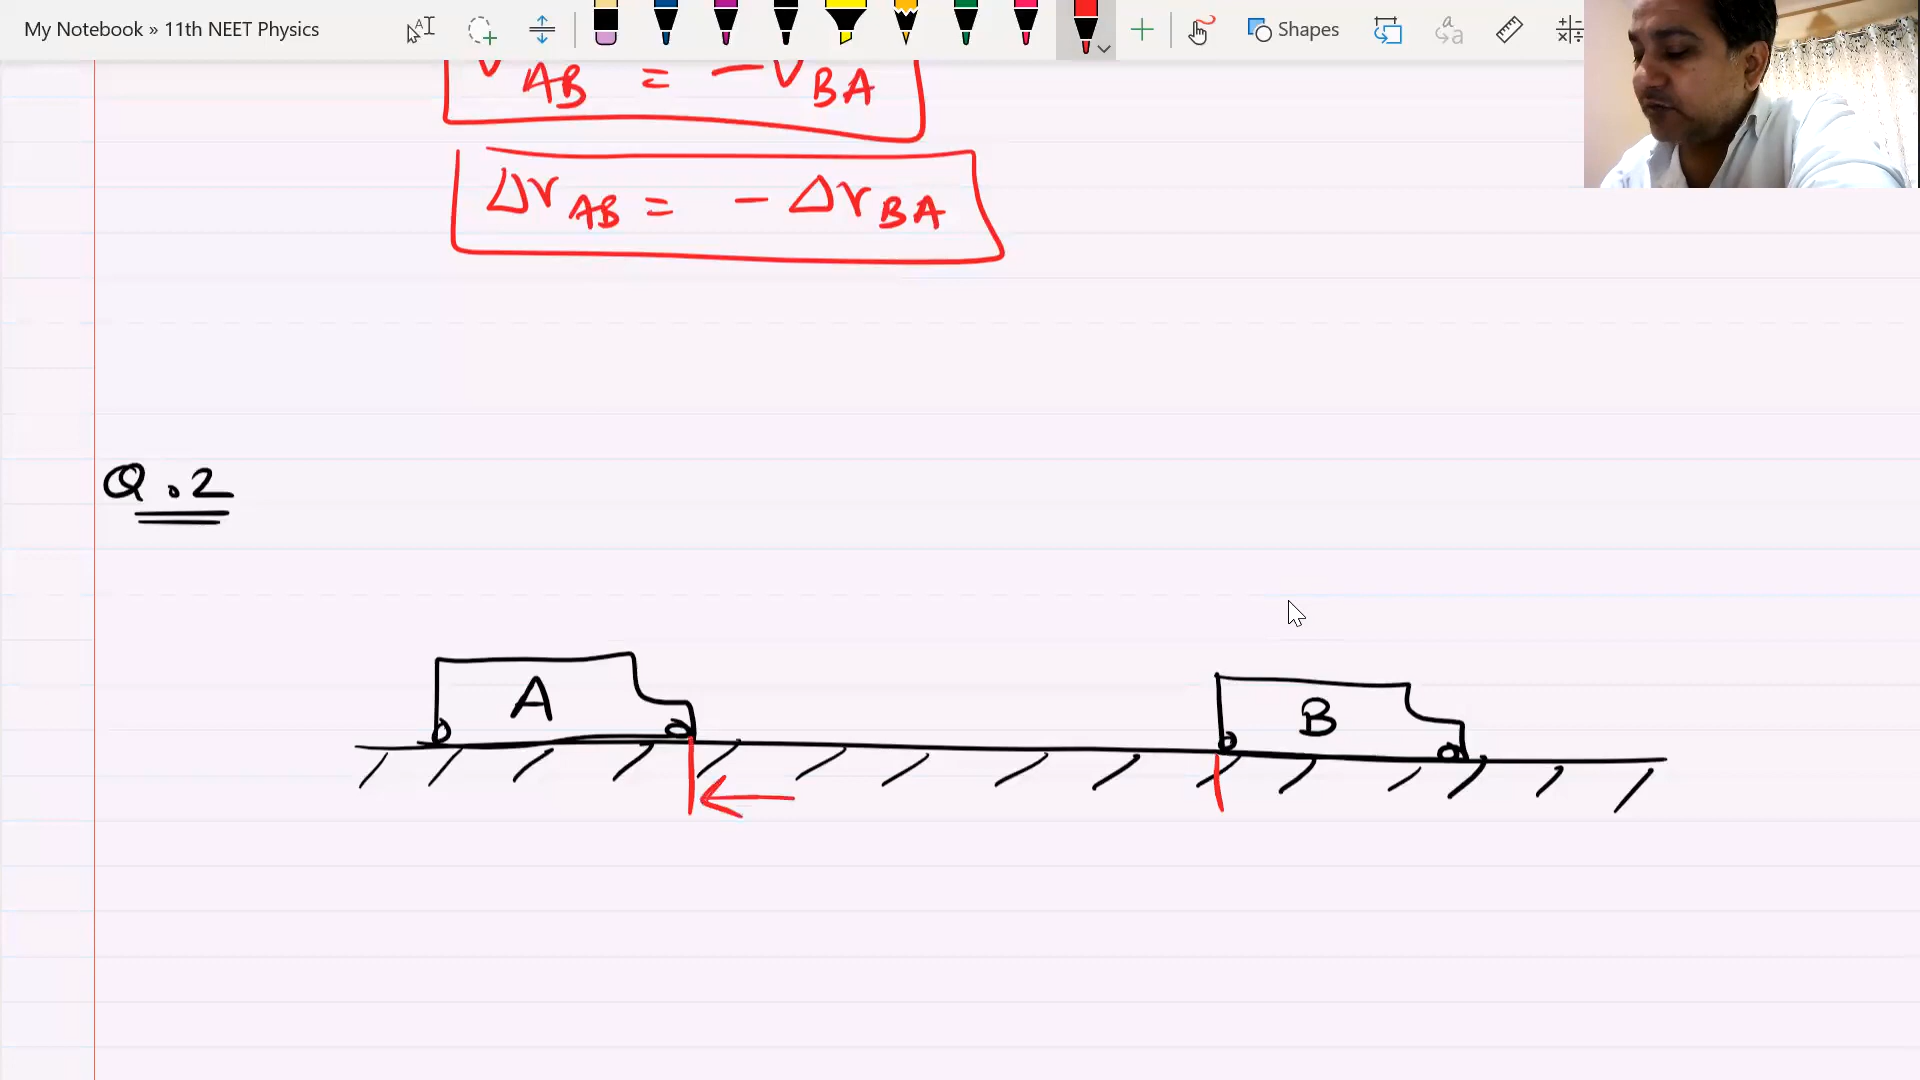 My Notebook » 11th NEET Physics
Shapes
V AB = -V BA
Δr AB = - Δr BA
Q.2
A
B